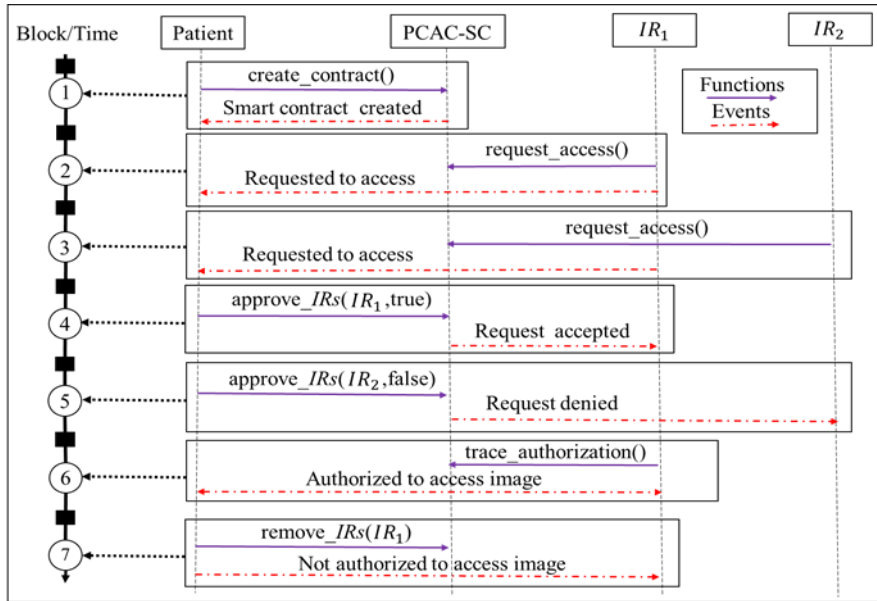 Block/Time
Patient
PCAC-SC
IR₁
IR₂
Functions
Events
1
create_contract()
Smart contract created
2
request_access()
Requested to access
3
request_access()
Requested to access
4
approve_IRs(IR₁,true)
Request accepted
5
approve_IRs(IR₂,false)
Request denied
6
trace_authorization()
Authorized to access image
7
remove_IRs(IR₁)
Not authorized to access image